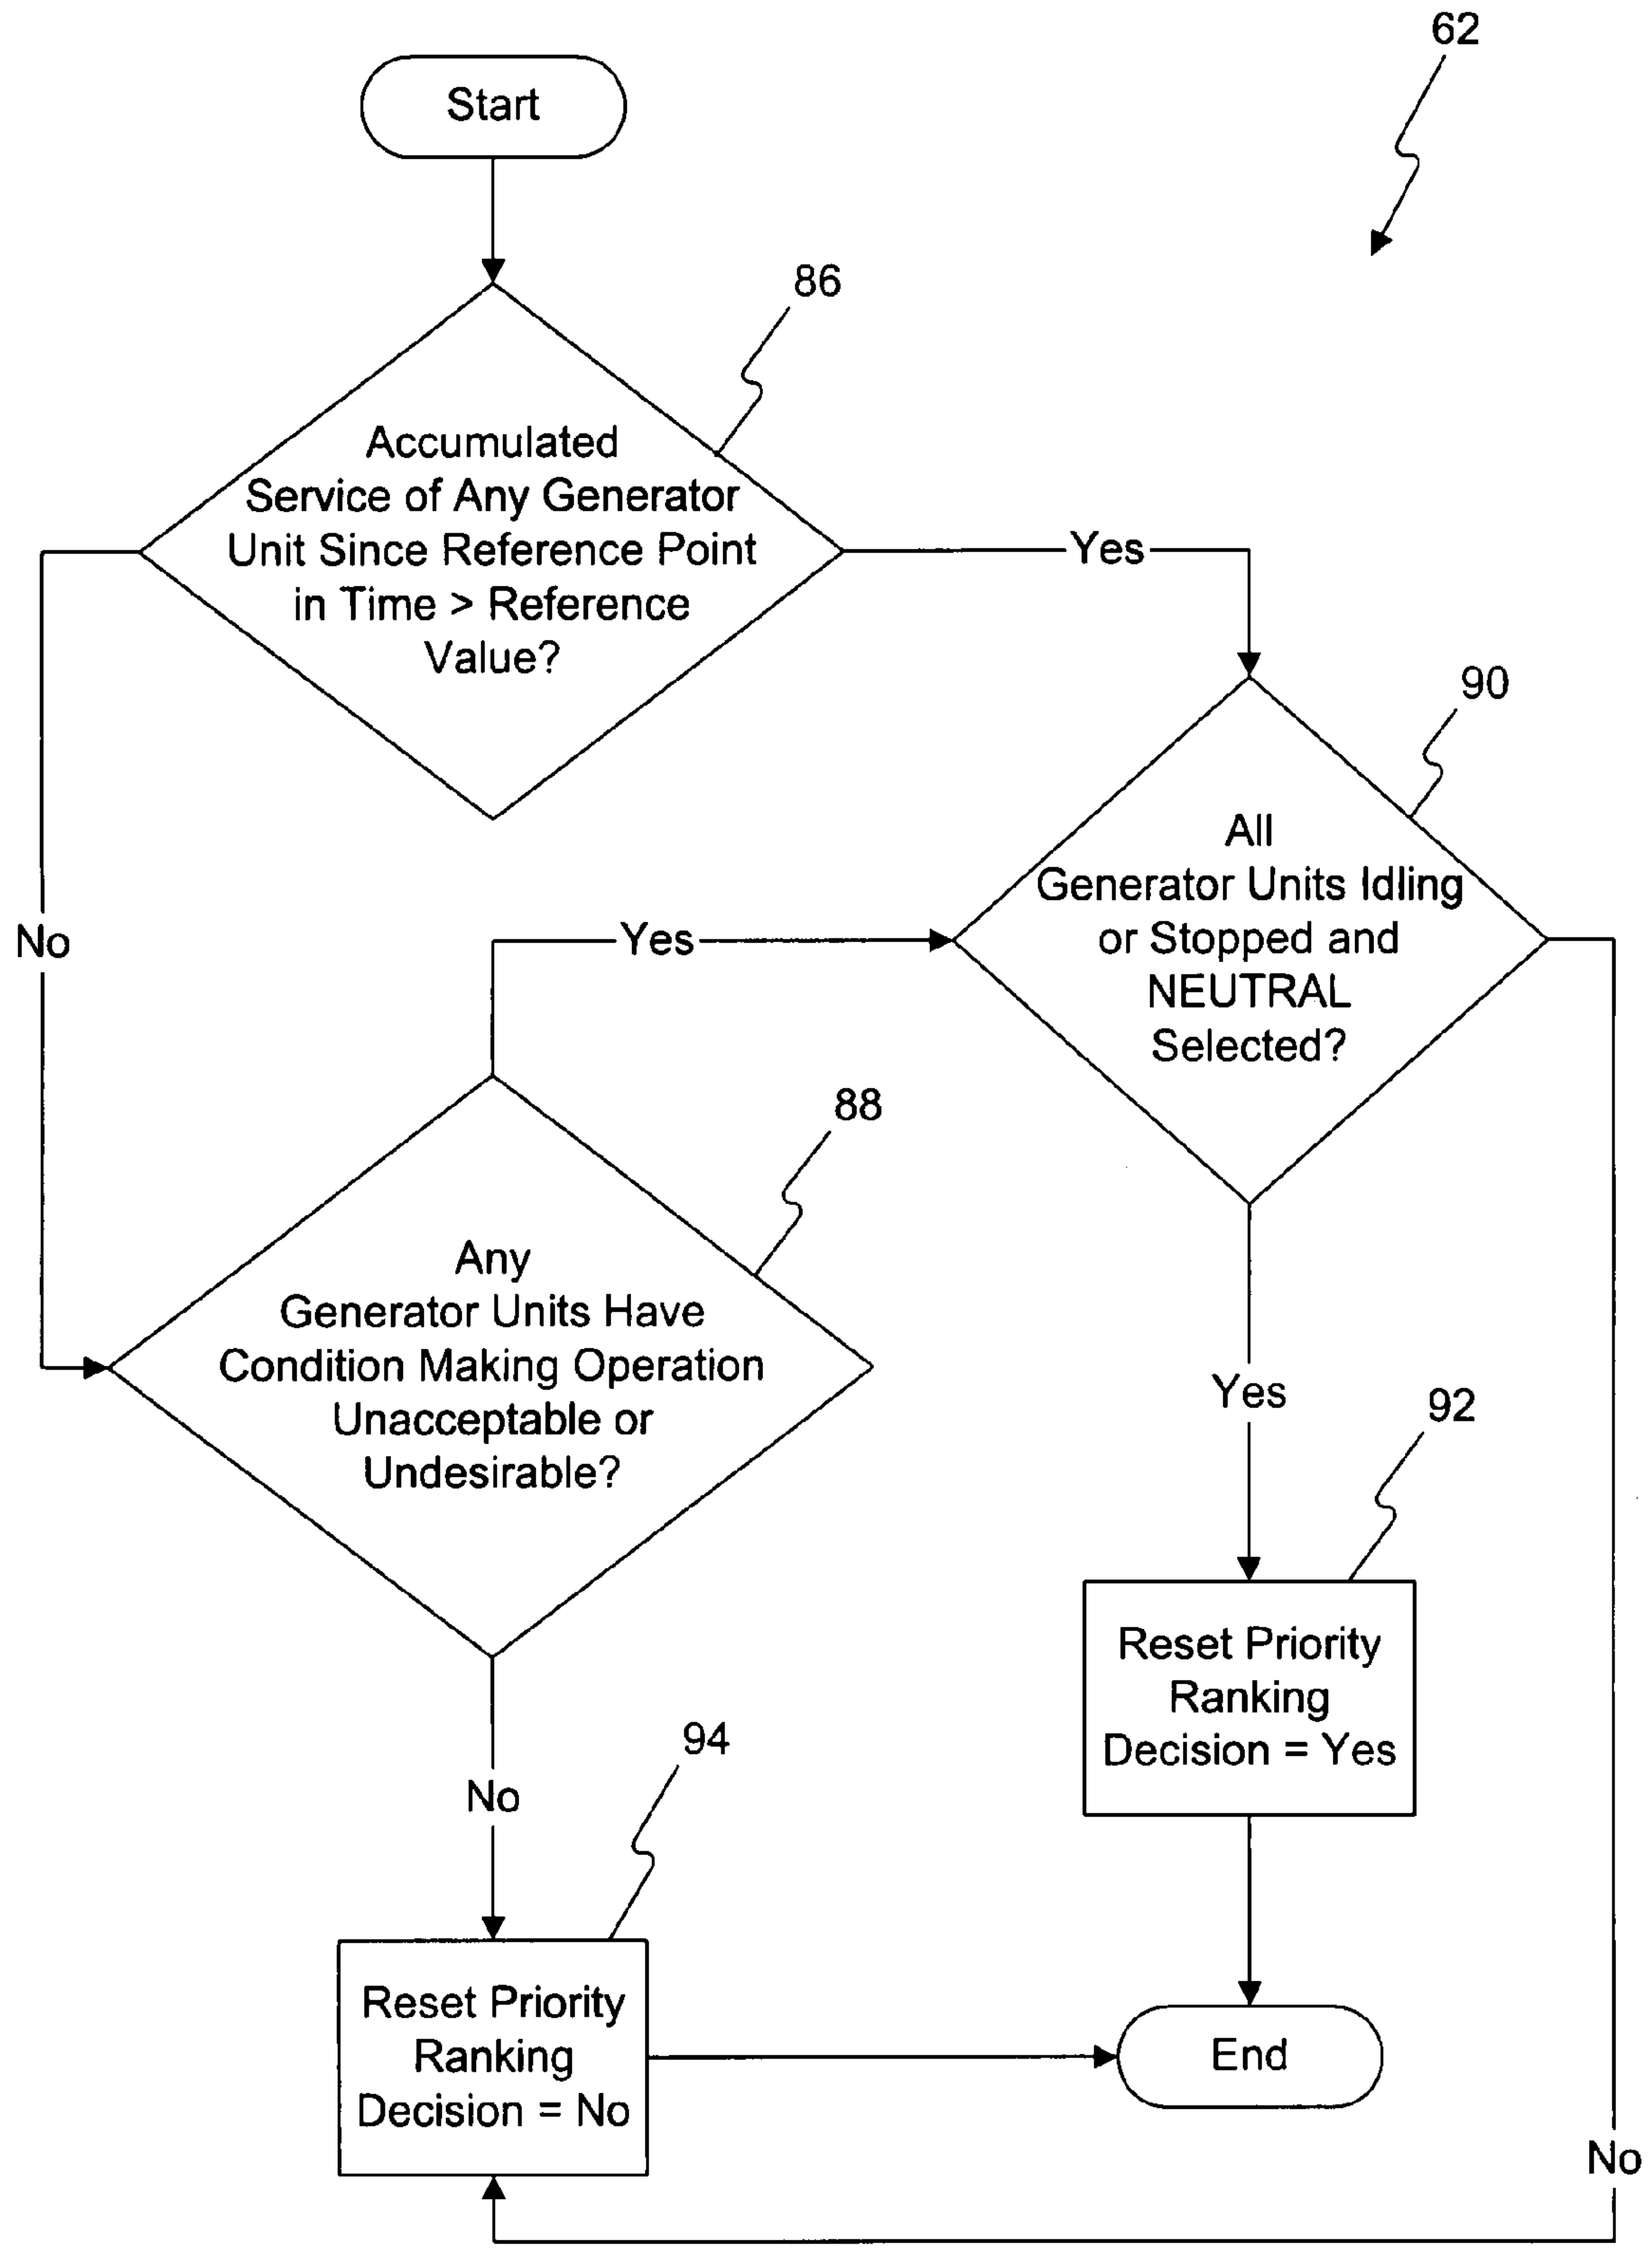 62
Start
86
Accumulated
Service of Any Generator
Unit Since Reference Point
in Time > Reference
Value?
Yes
90
All
Generator Units Idling
or Stopped and
NEUTRAL
Selected?
No
Yes
88
Any
Generator Units Have
Condition Making Operation
Unacceptable or
Undesirable?
Yes
92
Reset Priority
Ranking
Decision = Yes
94
No
Reset Priority
Ranking
Decision = No
End
No